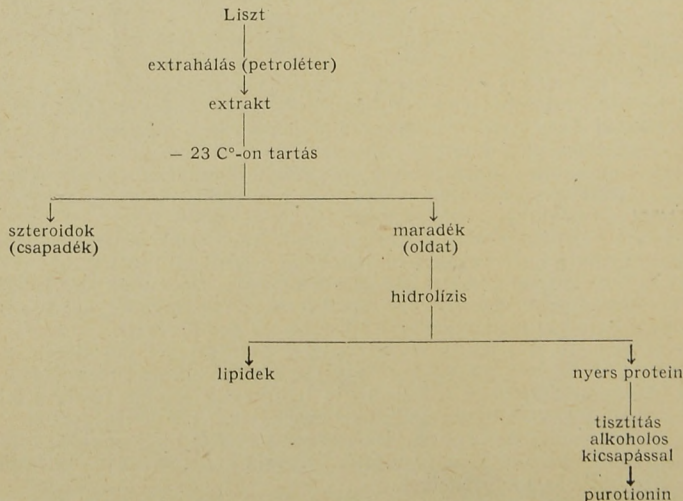 Liszt
extrahálás (petroléter)
extrakt
— 23 C°-on tartás
szteroidok
(csapadék)
maradék
(oldat)
hidrolízis
lipidek
nyers protein
tisztítás
alkoholos
kicsapással
purotionin